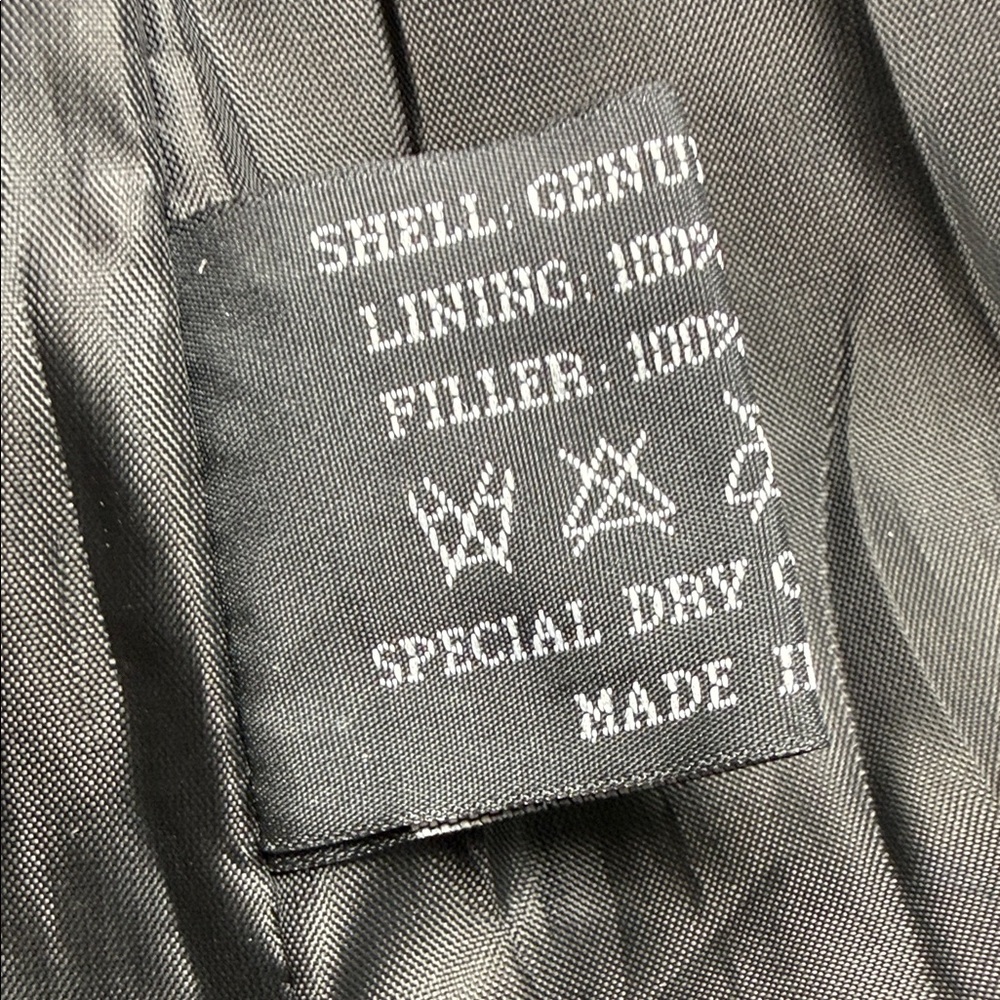 SHELL: GENU
LINING: 100%
FILLER: 100%
SPECIAL DRY C
MADE I